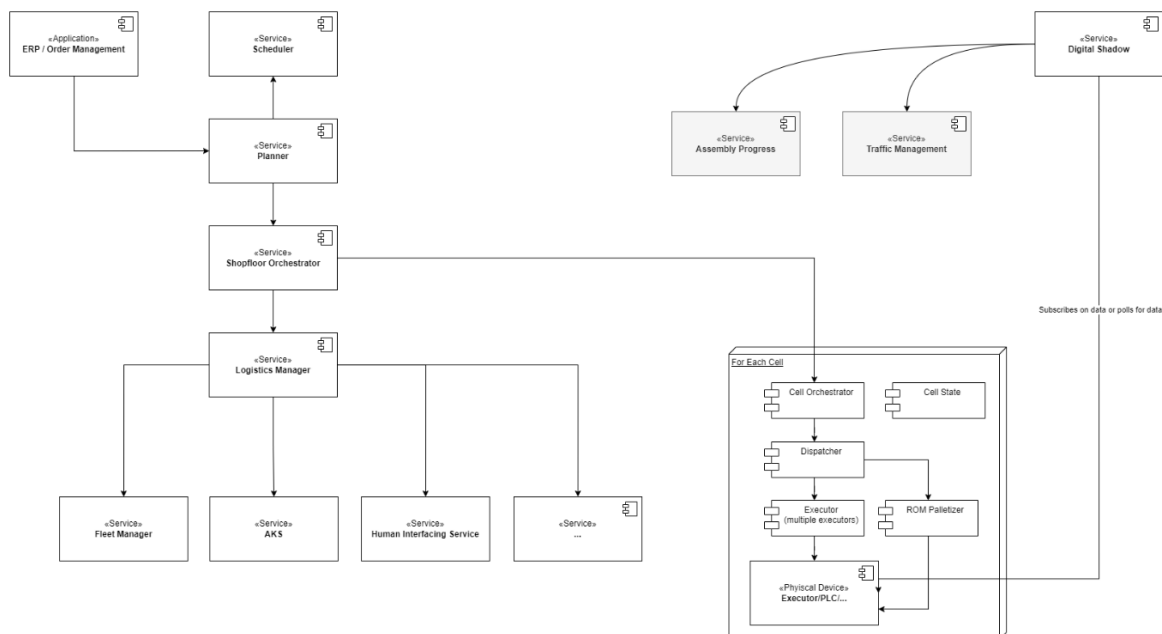 «Application»
ERP / Order Management
«Service»
Scheduler
«Service»
Digital Shadow
«Service»
Planner
«Service»
Assembly Progress
«Service»
Traffic Management
«Service»
Shopfloor Orchestrator
Subscribes on data or polls for data
«Service»
Logistics Manager
For Each Cell
Cell Orchestrator
Cell State
Dispatcher
Executor
(multiple executors)
ROM Palletizer
«Service»
Fleet Manager
«Service»
AKS
«Service»
Human Interfacing Service
«Service»
...
«Phyiscal Device»
Executor/PLC/...